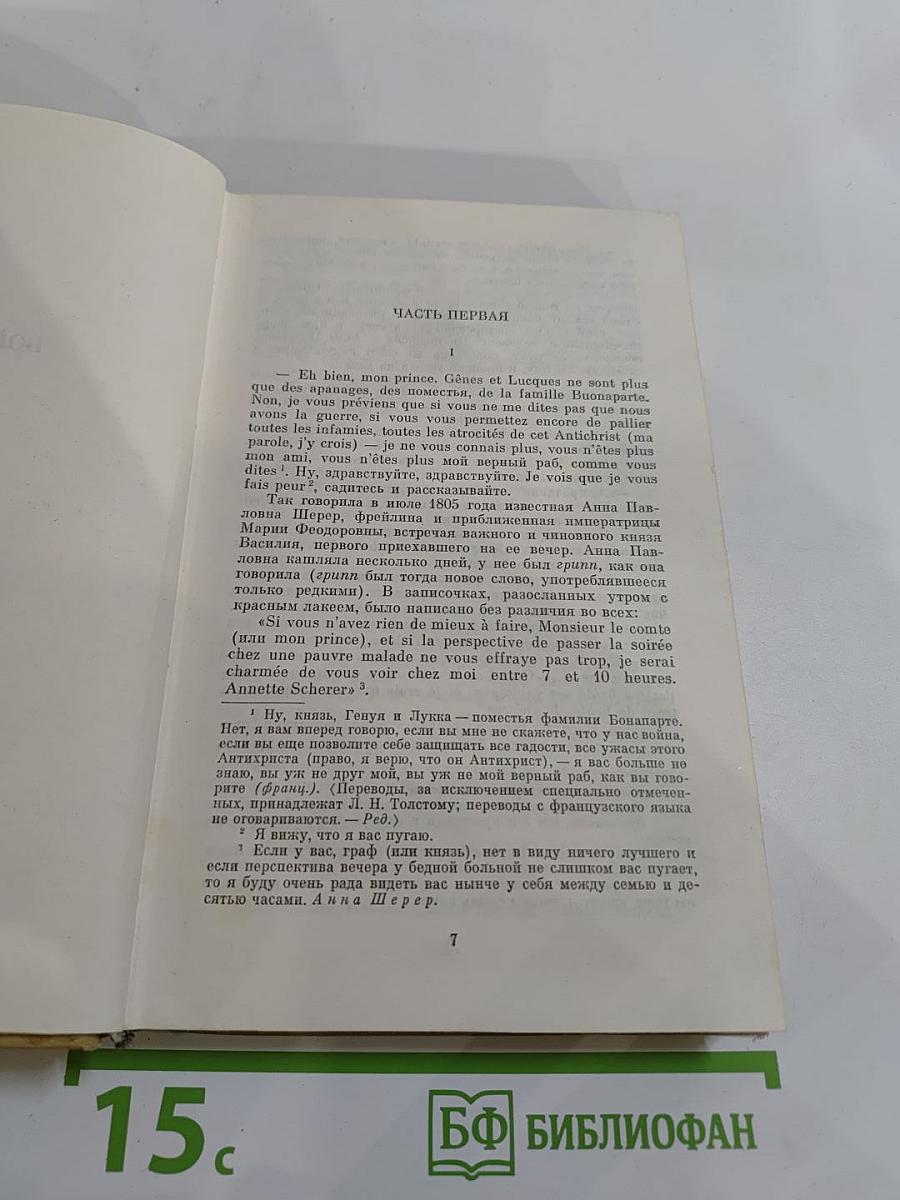 ЧАСТЬ ПЕРВАЯ
I
— Eh bien, mon prince. Gênes et Lucques ne sont plus
que des apanages, des поместья, de la famille Buonaparte.
Non, je vous préviens que si vous ne me dites pas que nous
avons la guerre, si vous vous permettez encore de pallier
toutes les infamies, toutes les atrocités de cet Antichrist (ma
parole, j'y crois) — je ne vous connais plus, vous n'êtes plus
mon ami, vous n'êtes plus мой верный раб, comme vous
dites ¹. Ну, здравствуйте, здравствуйте. Je vois que je vous
fais peur ², садитесь и рассказывайте.
Так говорила в июле 1805 года известная Анна Пав-
ловна Шерер, фрейлина и приближенная императрицы
Марии Феодоровны, встречая важного и чиновного князя
Василия, первого приехавшего на ее вечер. Анна Пав-
ловна кашляла несколько дней, у нее был грипп, как она
говорила (грипп был тогда новое слово, употреблявшееся
только редкими). В записочках, разосланных утром с
красным лакеем, было написано без различия во всех:
«Si vous n'avez rien de mieux à faire, Monsieur le comte
(или mon prince), et si la perspective de passer la soirée
chez une pauvre malade ne vous effraye pas trop, je serai
charmée de vous voir chez moi entre 7 et 10 heures.
Annette Scherer» ³.
¹ Ну, князь, Генуя и Лукка — поместья фамилии Бонапарте.
Нет, я вам вперед говорю, если вы мне не скажете, что у нас война,
если вы еще позволите себе защищать все гадости, все ужасы этого
Антихриста (право, я верю, что он Антихрист), — я вас больше не
знаю, вы уж не друг мой, вы уж не мой верный раб, как вы гово-
рите (франц.). ⟨Переводы, за исключением специально отмечен-
ных, принадлежат Л. Н. Толстому; переводы с французского языка
не оговариваются. — Ред.⟩
² Я вижу, что я вас пугаю.
³ Если у вас, граф (или князь), нет в виду ничего лучшего и
если перспектива вечера у бедной больной не слишком вас пугает,
то я буду очень рада видеть вас нынче у себя между семью и де-
сятью часами. Анна Шерер.
7
15 с
БФ БИБЛИОФАН